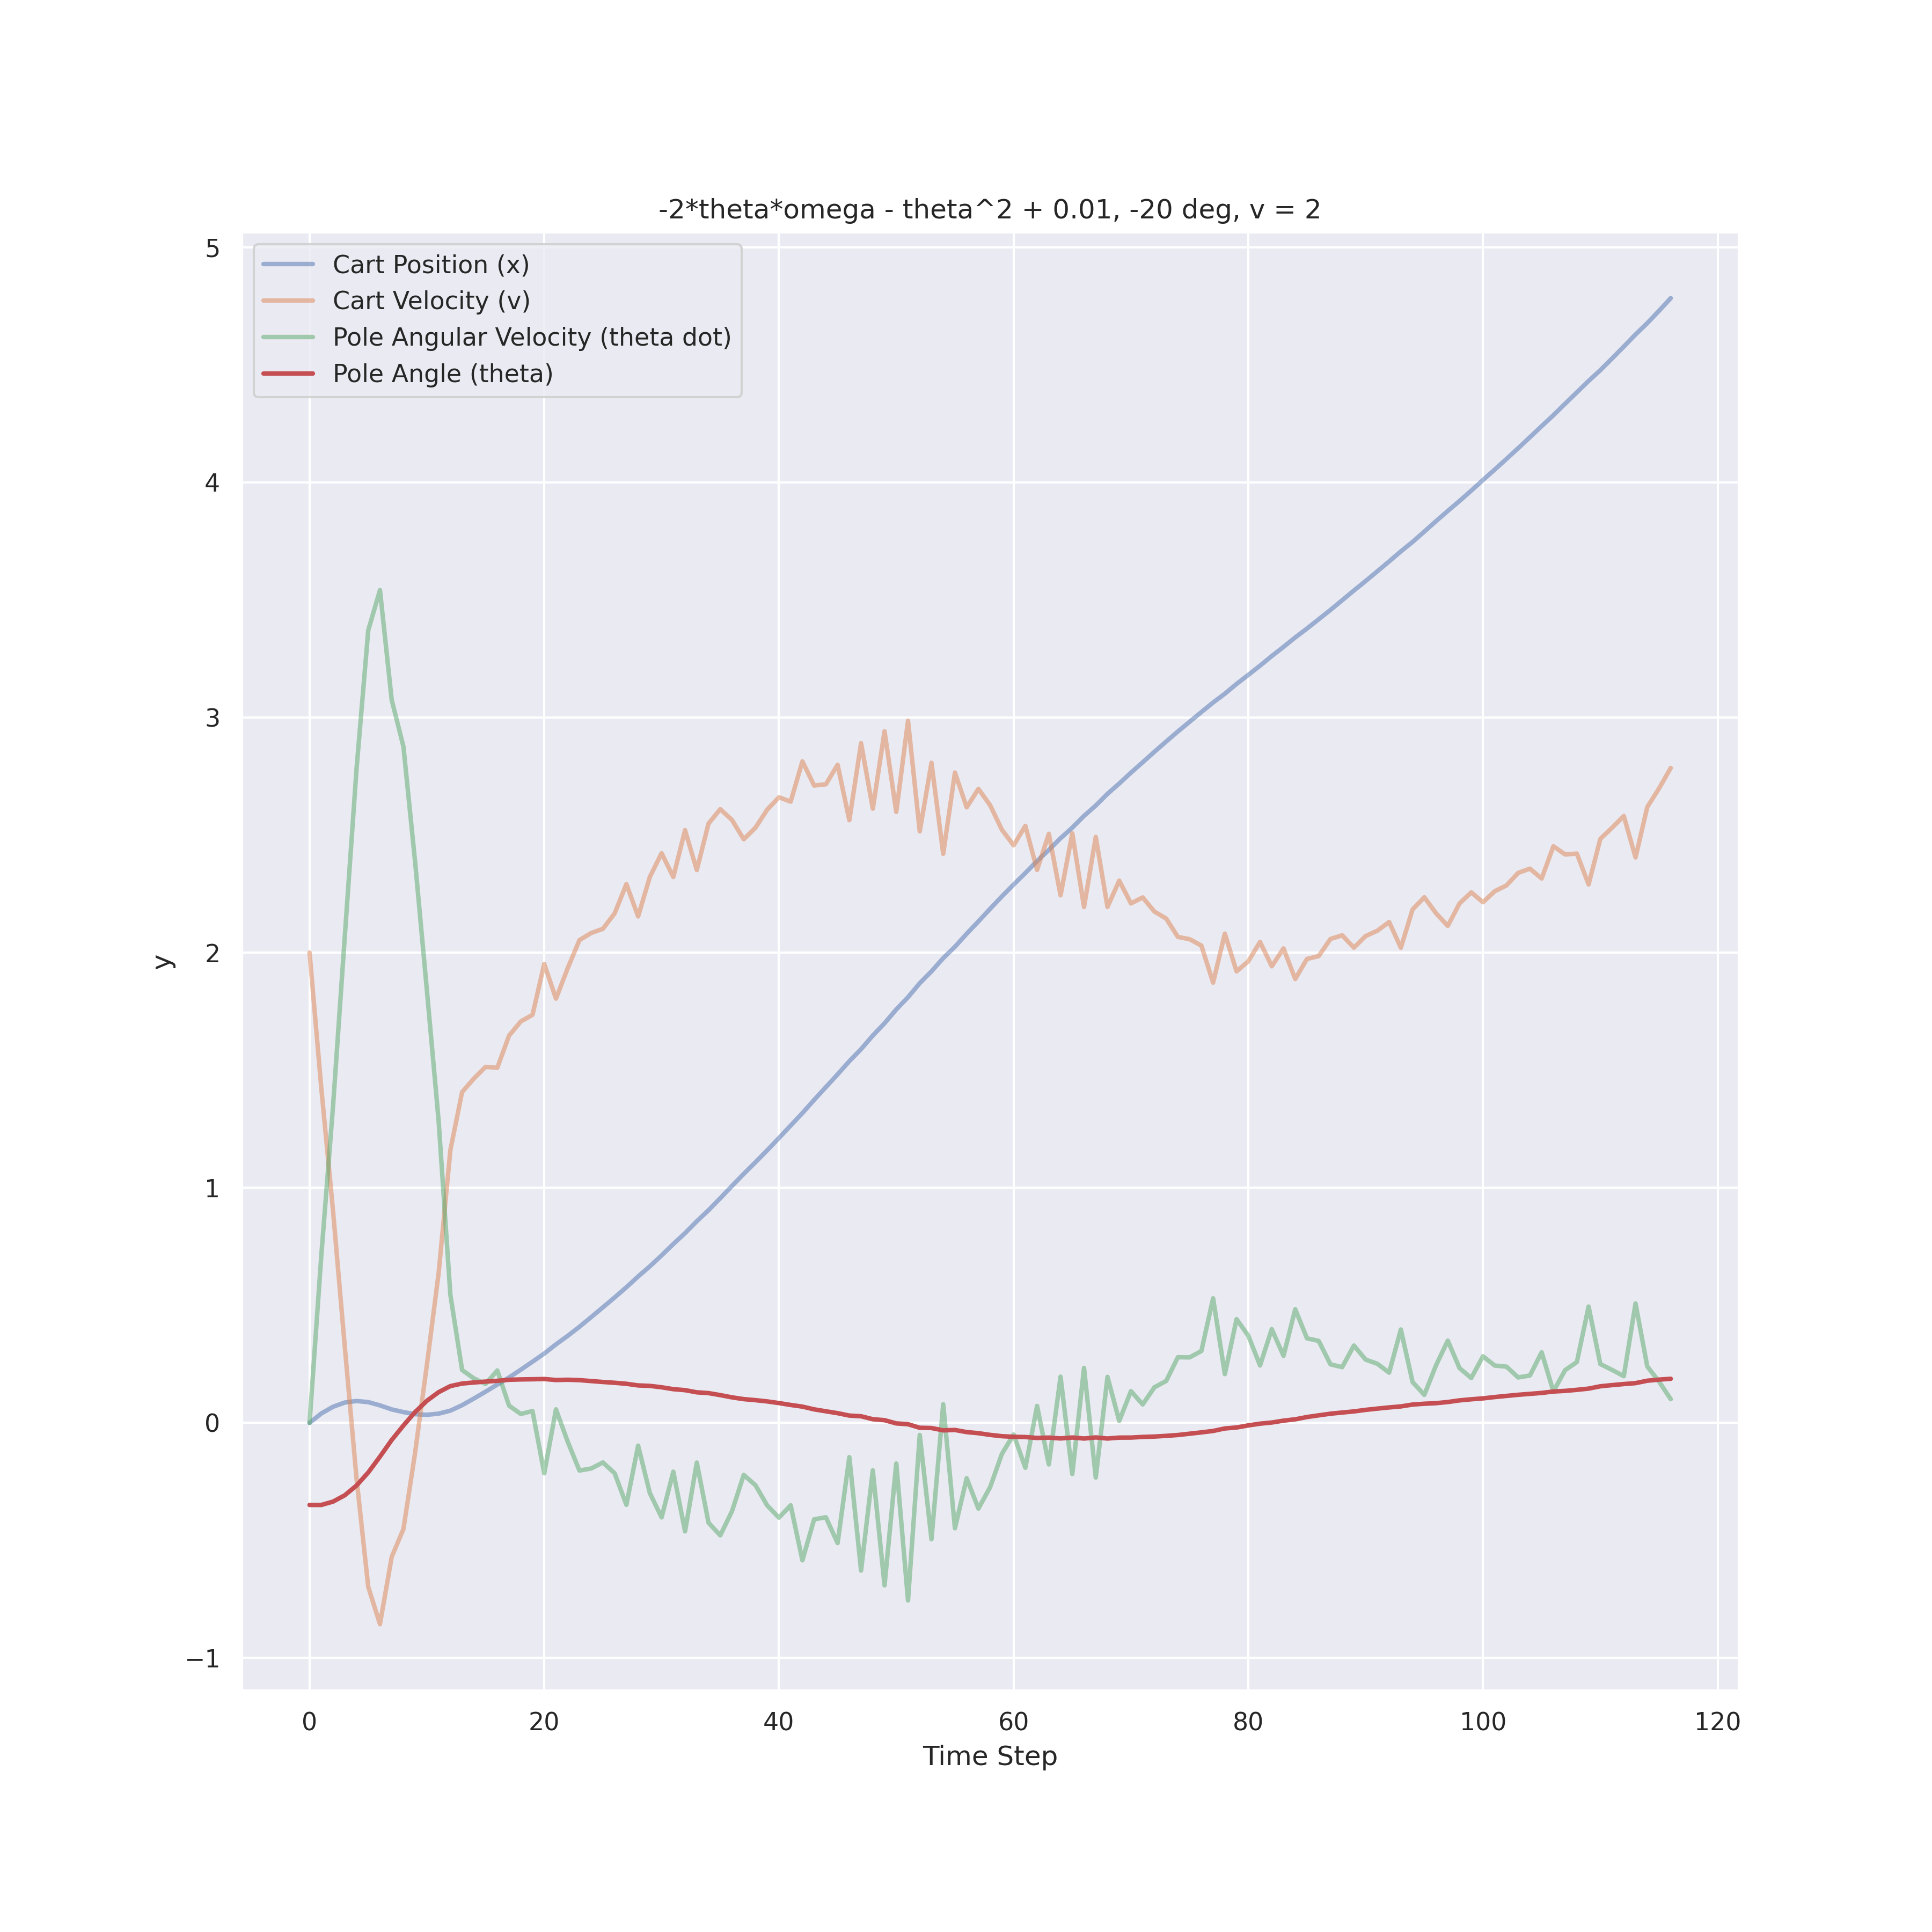 -2*theta*omega - theta^2 + 0.01, -20 deg, v = 2
Cart Position (x)
Cart Velocity (v)
Pole Angular Velocity (theta dot)
Pole Angle (theta)
5
4
3
2
1
0
−1
y
0 20 40 60 80 100 120
Time Step